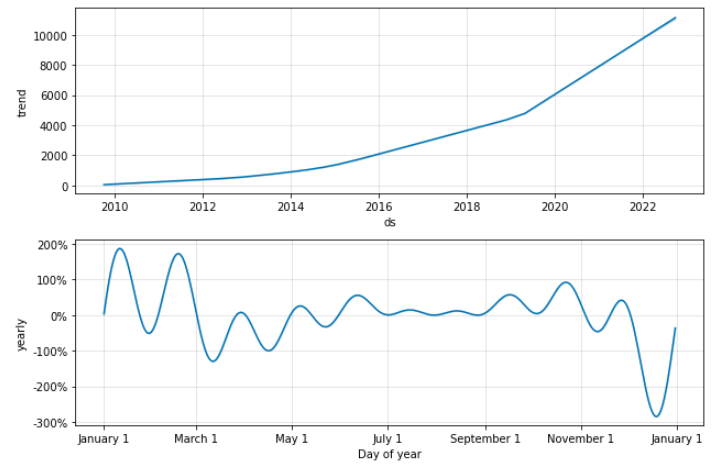 10000
8000
6000
4000
2000
0
trend
2010 2012 2014 2016 2018 2020 2022
ds
200%
100%
0%
-100%
-200%
-300%
yearly
January 1 March 1 May 1 July 1 September 1 November 1 January 1
Day of year